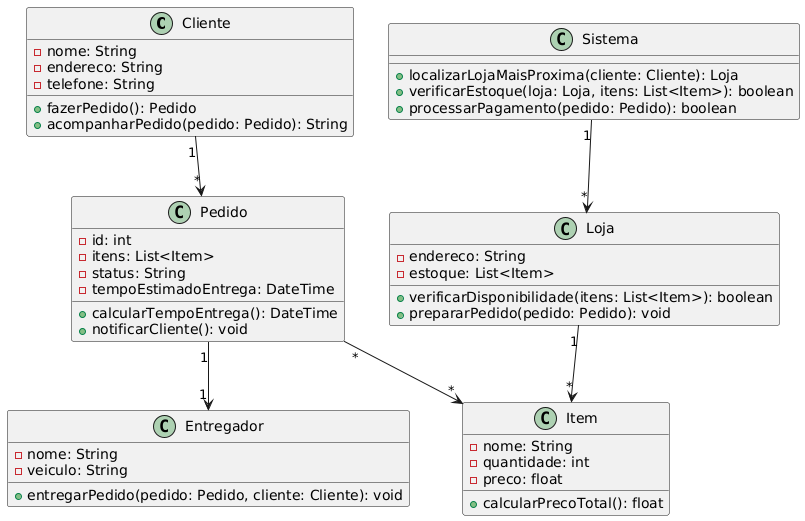 C Cliente
nome: String
endereco: String
telefone: String
fazerPedido(): Pedido
acompanharPedido(pedido: Pedido): String
C Sistema
localizarLojaMaisProxima(cliente: Cliente): Loja
verificarEstoque(loja: Loja, itens: List<Item>): boolean
processarPagamento(pedido: Pedido): boolean
1
*
1
*
C Pedido
id: int
itens: List<Item>
status: String
tempoEstimadoEntrega: DateTime
calcularTempoEntrega(): DateTime
notificarCliente(): void
C Loja
endereco: String
estoque: List<Item>
verificarDisponibilidade(itens: List<Item>): boolean
prepararPedido(pedido: Pedido): void
1
1
*
*
1
*
C Entregador
nome: String
veiculo: String
entregarPedido(pedido: Pedido, cliente: Cliente): void
C Item
nome: String
quantidade: int
preco: float
calcularPrecoTotal(): float